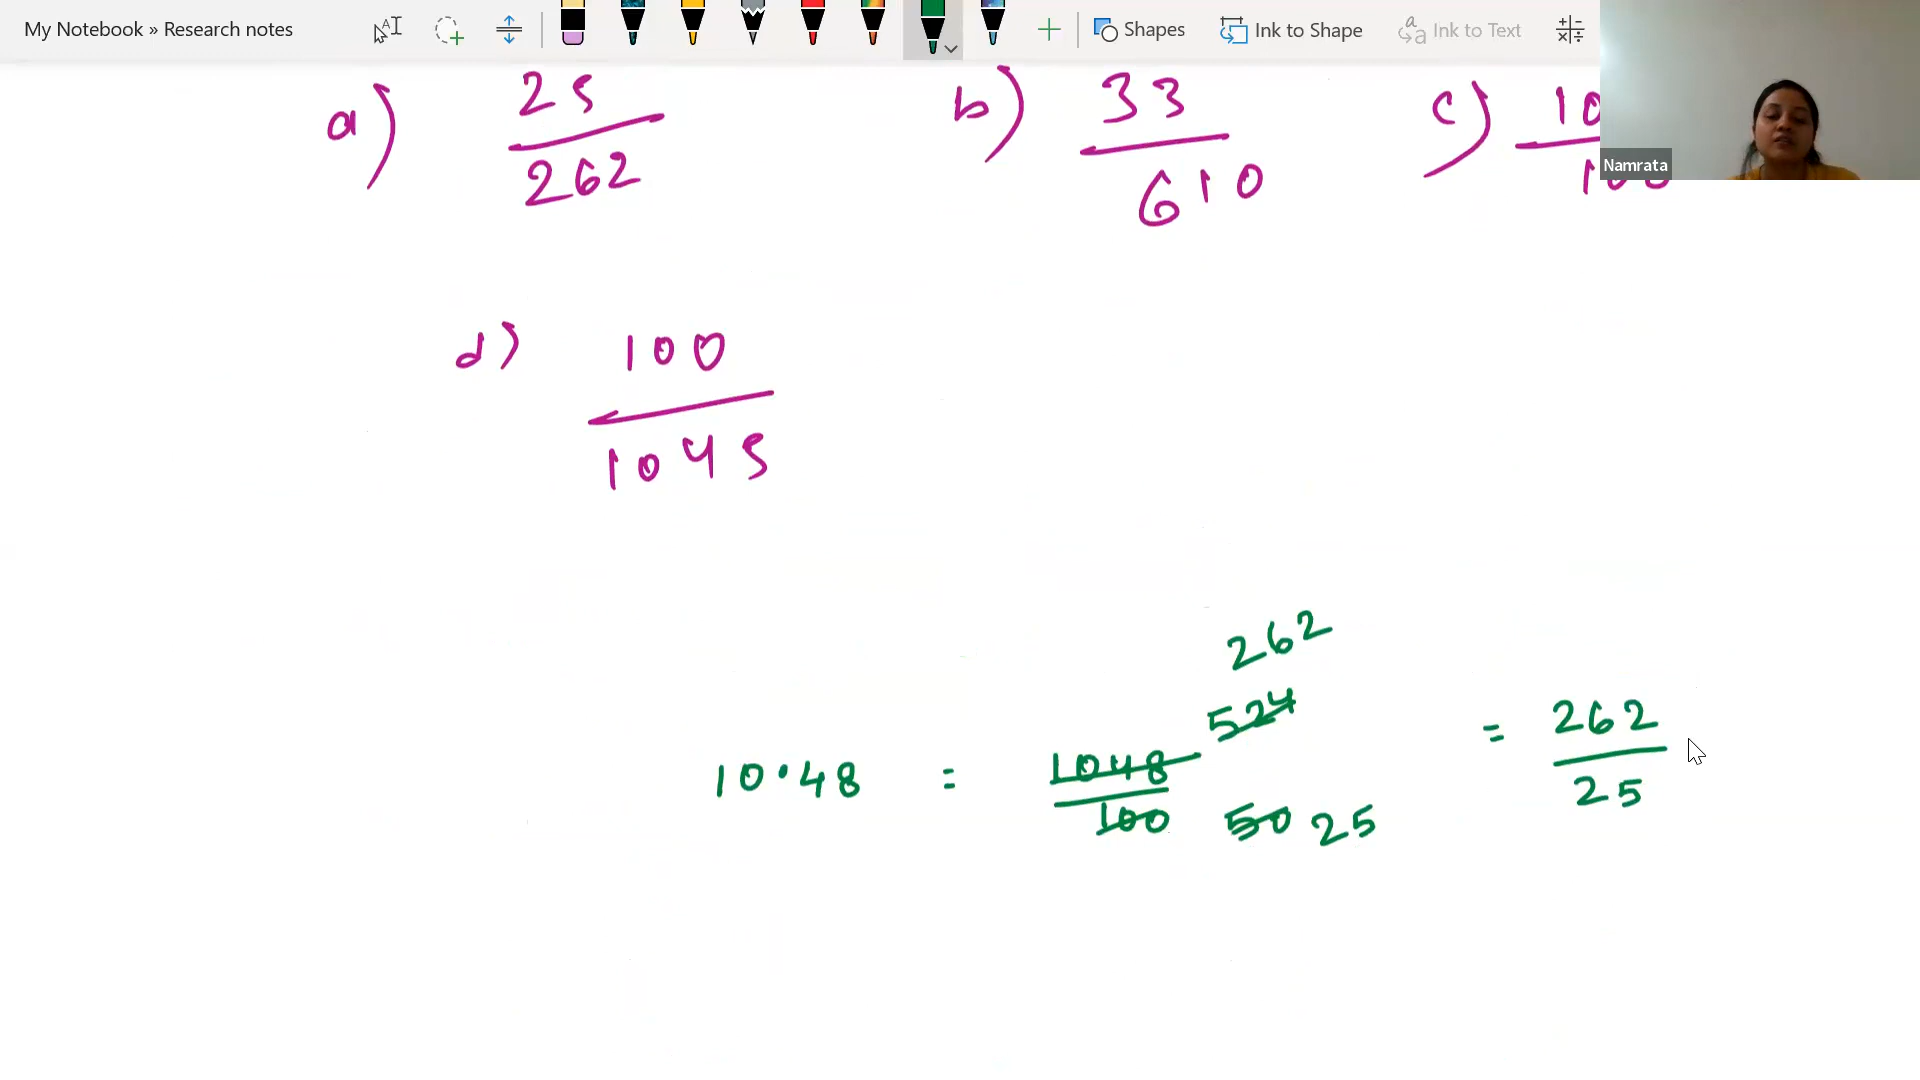 My Notebook » Research notes
Shapes
Ink to Shape
Ink to Text
Namrata
a) 25/262
b) 33/610
c) 10/100
d) 100/1045
262
524
10.48 = 1048/100 = 262/25
50 25